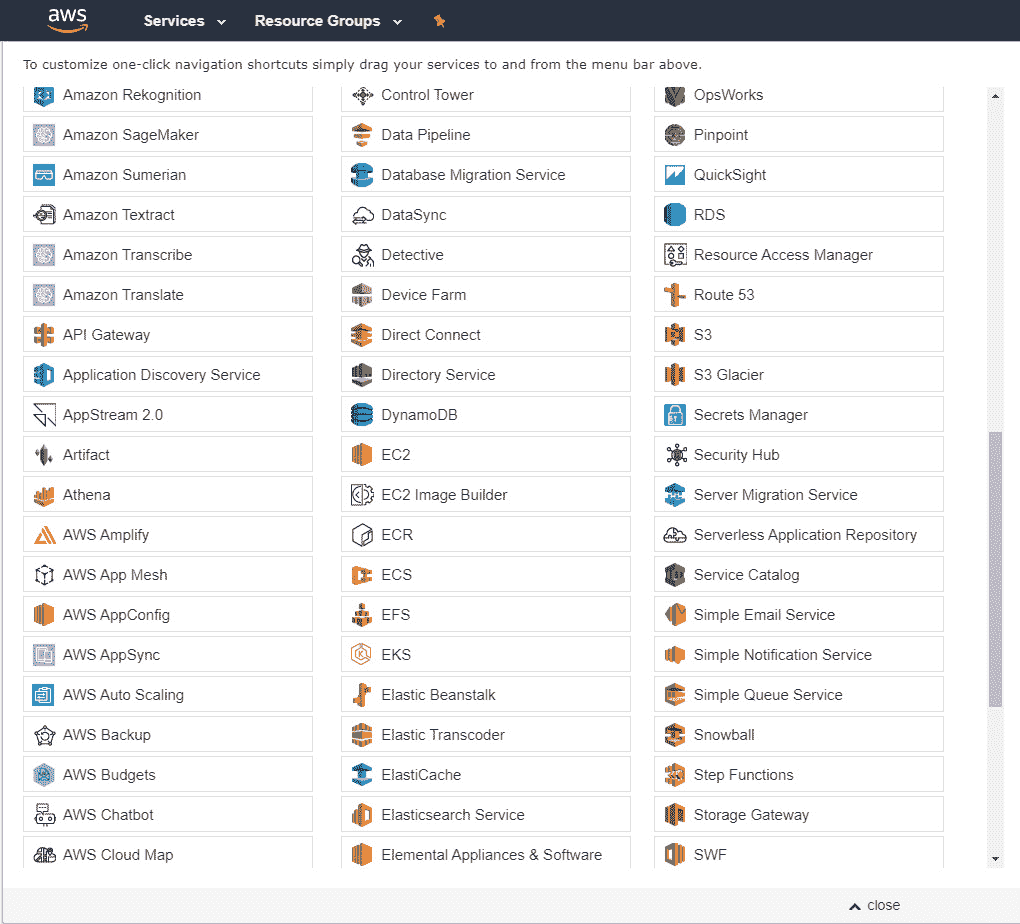 aws
Services
Resource Groups
To customize one-click navigation shortcuts simply drag your services to and from the menu bar above.
Amazon Rekognition
Amazon SageMaker
Amazon Sumerian
Amazon Textract
Amazon Transcribe
Amazon Translate
API Gateway
Application Discovery Service
AppStream 2.0
Artifact
Athena
AWS Amplify
AWS App Mesh
AWS AppConfig
AWS AppSync
AWS Auto Scaling
AWS Backup
AWS Budgets
AWS Chatbot
AWS Cloud Map
Control Tower
Data Pipeline
Database Migration Service
DataSync
Detective
Device Farm
Direct Connect
Directory Service
DynamoDB
EC2
EC2 Image Builder
ECR
ECS
EFS
EKS
Elastic Beanstalk
Elastic Transcoder
ElastiCache
Elasticsearch Service
Elemental Appliances & Software
OpsWorks
Pinpoint
QuickSight
RDS
Resource Access Manager
Route 53
S3
S3 Glacier
Secrets Manager
Security Hub
Server Migration Service
Serverless Application Repository
Service Catalog
Simple Email Service
Simple Notification Service
Simple Queue Service
Snowball
Step Functions
Storage Gateway
SWF
close